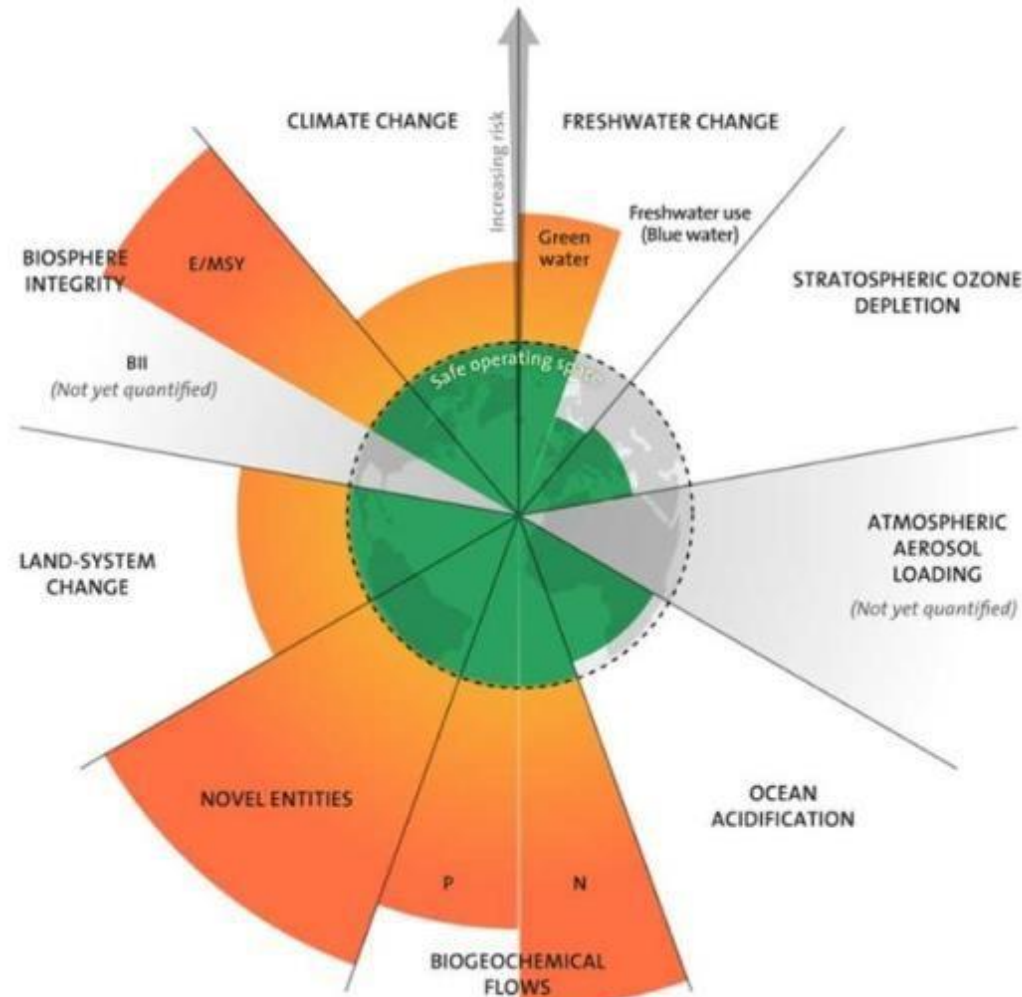 CLIMATE CHANGE
Increasing risk
FRESHWATER CHANGE
Freshwater use
(Blue water)
Green
water
BIOSPHERE
INTEGRITY
E/MSY
STRATOSPHERIC OZONE
DEPLETION
BII
(Not yet quantified)
Safe operating space
LAND-SYSTEM
CHANGE
ATMOSPHERIC
AEROSOL
LOADING
(Not yet quantified)
NOVEL ENTITIES
OCEAN
ACIDIFICATION
P
N
BIOGEOCHEMICAL
FLOWS